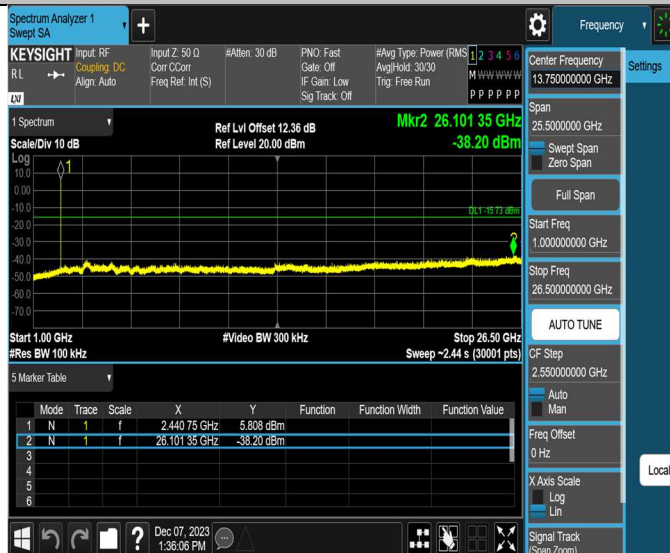 Spectrum Analyzer 1
Swept SA
+
Frequency
KEYSIGHT
RL
LXI
Input: RF
Coupling: DC
Align: Auto
Input Z: 50 Ω
Corr CCorr
Freq Ref: Int (S)
#Atten: 30 dB
PNO: Fast
Gate: Off
IF Gain: Low
Sig Track: Off
#Avg Type: Power (RMS
Avg|Hold: 30/30
Trig: Free Run
1 2 3 4 5 6
M W W W W W
P P P P P P
1 Spectrum
Scale/Div 10 dB
Ref Lvl Offset 12.36 dB
Ref Level 20.00 dBm
Mkr2 26.101 35 GHz
-38.20 dBm
Log
10.0
0.00
-10.0
-20.0
-30.0
-40.0
-50.0
-60.0
-70.0
1
DL1 -15.73 dBm
2
Start 1.00 GHz
#Res BW 100 kHz
#Video BW 300 kHz
Stop 26.50 GHz
Sweep ~2.44 s (30001 pts)
5 Marker Table
Mode Trace Scale X Y Function Function Width Function Value
1 N 1 f 2.440 75 GHz 5.808 dBm
2 N 1 f 26.101 35 GHz -38.20 dBm
3
4
5
6
?
Dec 07, 2023
1:36:06 PM
Center Frequency
13.750000000 GHz
Span
25.5000000 GHz
Swept Span
Zero Span
Full Span
Start Freq
1.000000000 GHz
Stop Freq
26.500000000 GHz
AUTO TUNE
CF Step
2.550000000 GHz
Auto
Man
Freq Offset
0 Hz
X Axis Scale
Log
Lin
Signal Track
(Span Zoom)
Settings
Local